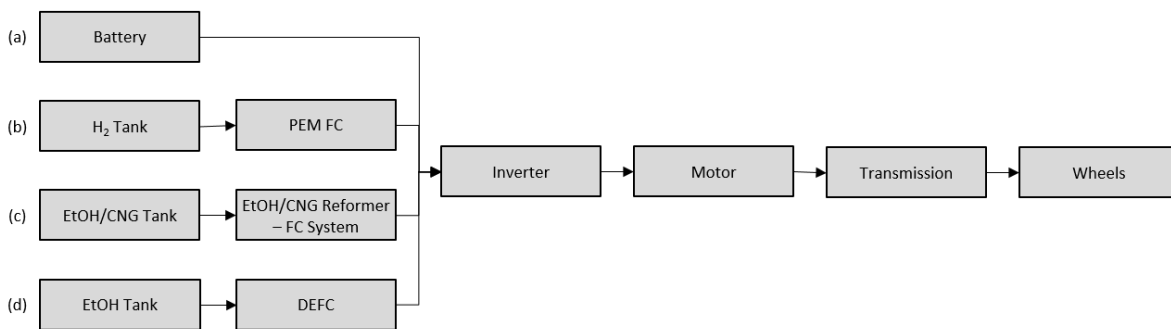 (a) Battery
(b) H₂ Tank PEM FC
Inverter Motor Transmission Wheels
(c) EtOH/CNG Tank EtOH/CNG Reformer
– FC System
(d) EtOH Tank DEFC